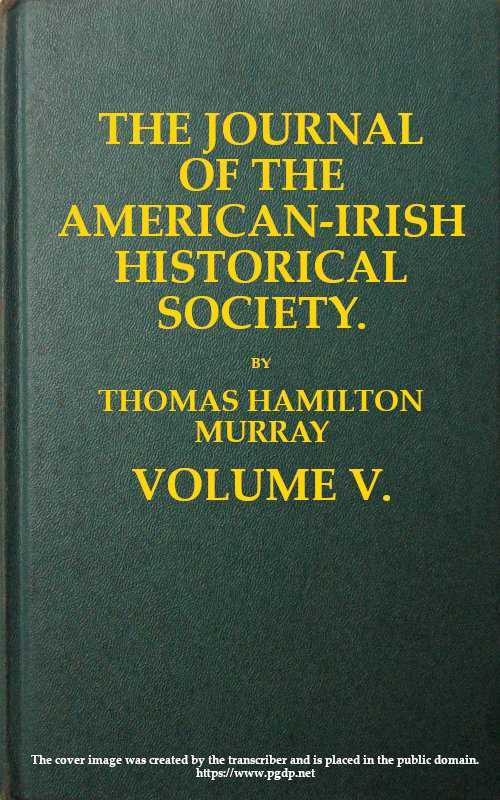 THE JOURNAL
OF THE
AMERICAN-IRISH
HISTORICAL
SOCIETY.
BY
THOMAS HAMILTON
MURRAY
VOLUME V.
The cover image was created by the transcriber and is placed in the public domain.
https://www.pgdp.net